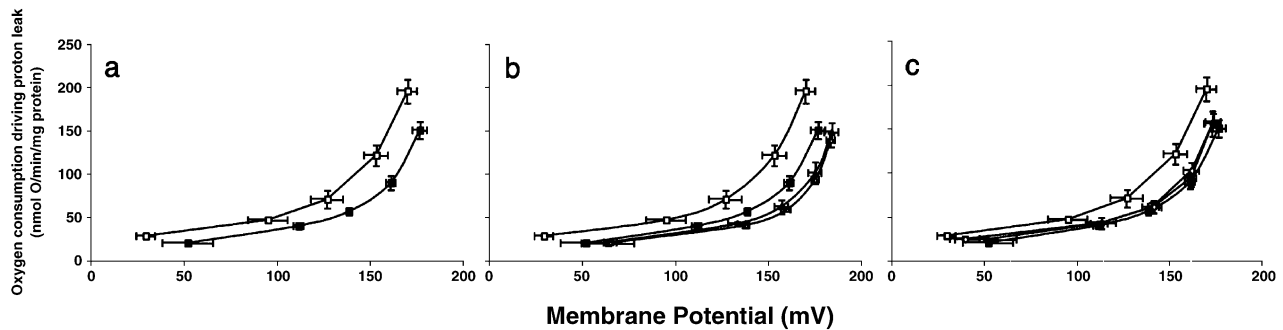 Oxygen consumption driving proton leak
(nmol O/min/mg protein)
250
200
150
100
50
0
a
0 50 100 150 200
b
0 50 100 150 200
c
0 50 100 150 200
Membrane Potential (mV)